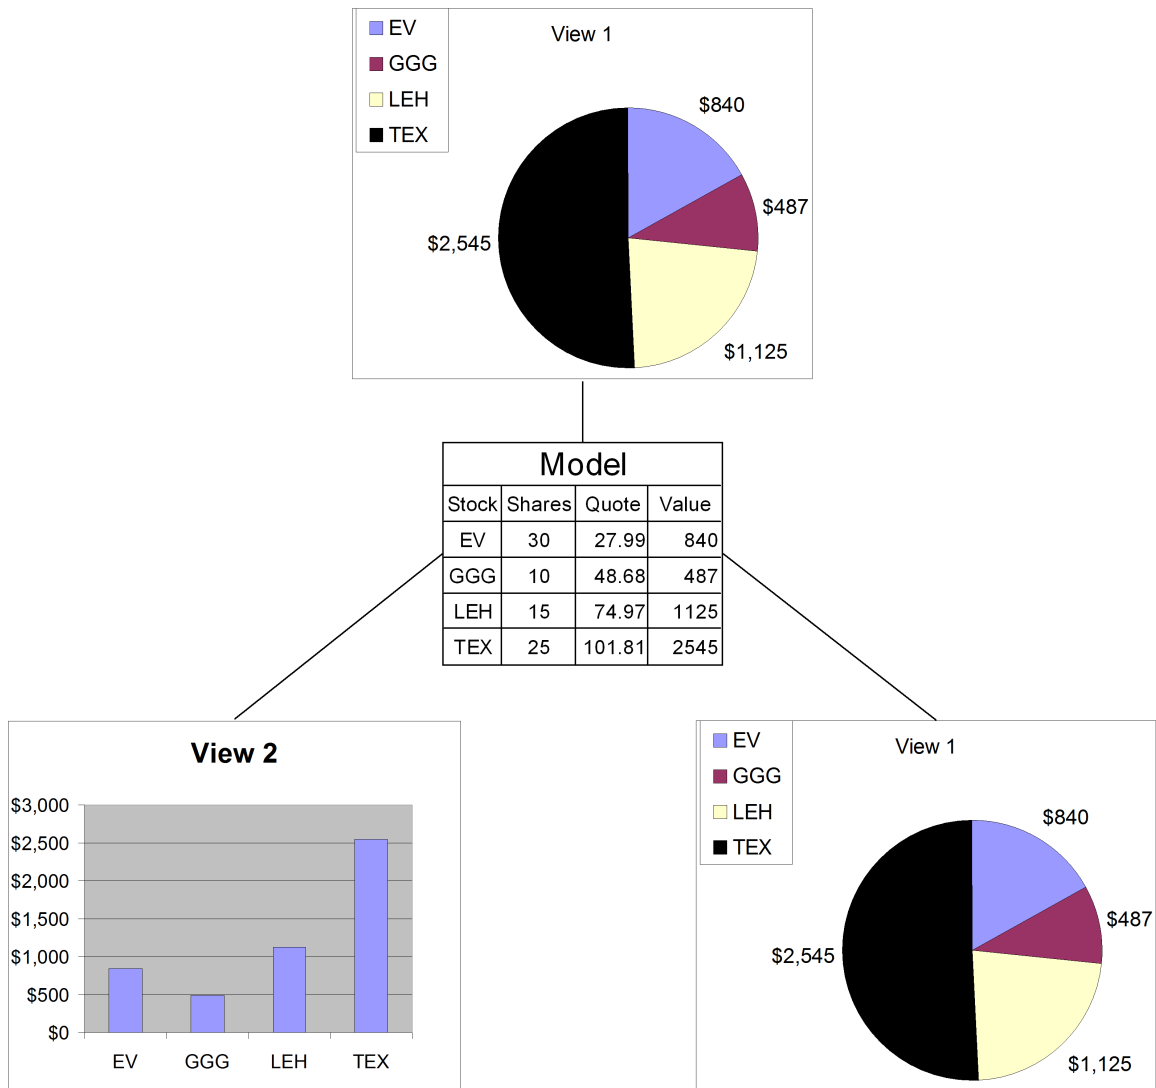 EV
GGG
LEH
TEX
View 1
$840
$487
$2,545
$1,125
Model
Stock Shares Quote Value
EV 30 27.99 840
GGG 10 48.68 487
LEH 15 74.97 1125
TEX 25 101.81 2545
View 2
$3,000
$2,500
$2,000
$1,500
$1,000
$500
$0
EV GGG LEH TEX
EV
GGG
LEH
TEX
View 1
$840
$487
$2,545
$1,125